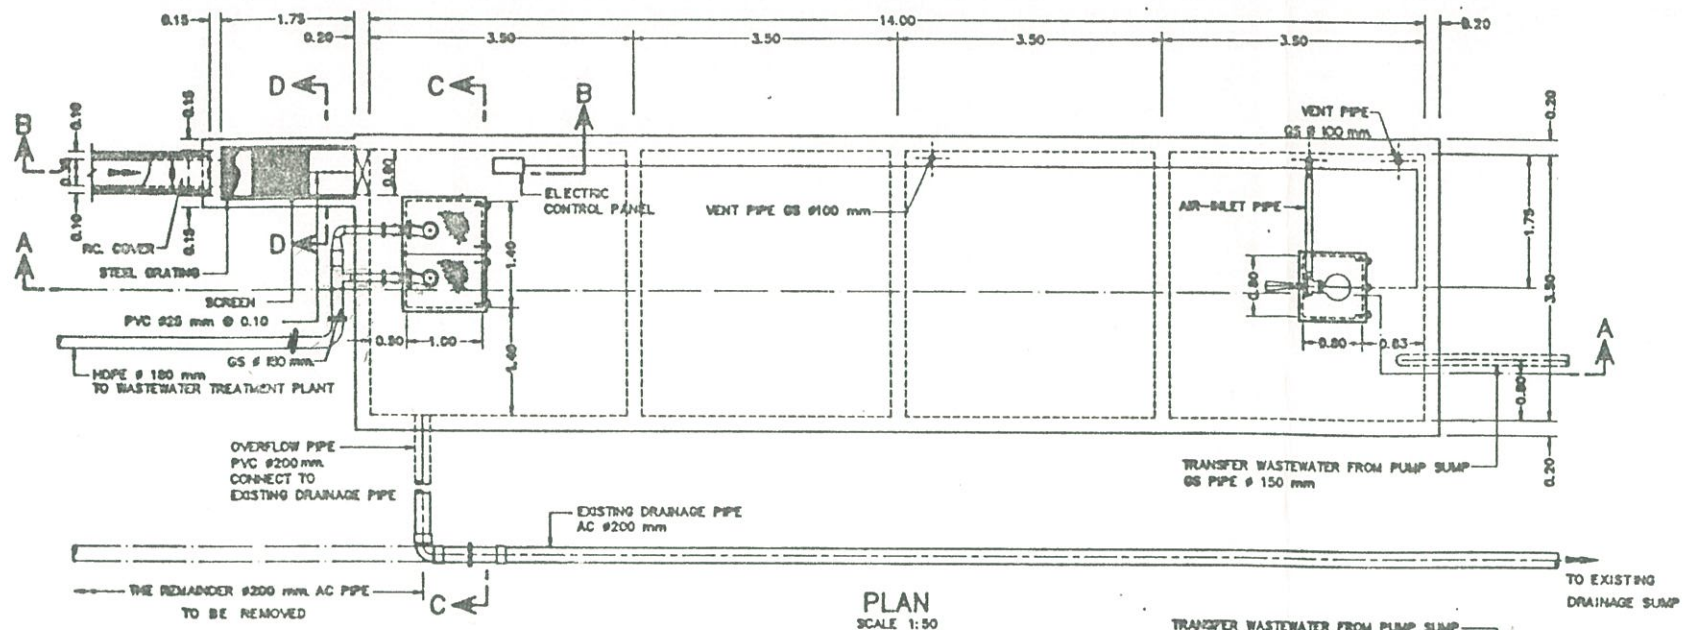 0.15
1.75
14.00
0.20
0.20
3.50
3.50
3.50
3.50
D
C
B
VENT PIPE
GS Ø 100 mm.
0.20
B
0.10
0.15
0.10
0.15
0.60
ELECTRIC
CONTROL PANEL
VENT PIPE GS Ø100 mm
AIR-INLET PIPE
1.75
3.50
A
R.C. COVER
STEEL GRATING
D
SCREEN
PVC Ø25 mm @ 0.10
1.40
0.80
0.80
0.83
A
GS Ø 150 mm.
1.00
1.40
HDPE Ø 180 mm
TO WASTEWATER TREATMENT PLANT
0.80
OVERFLOW PIPE
PVC Ø200 mm.
CONNECT TO
EXISTING DRAINAGE PIPE
TRANSFER WASTEWATER FROM PUMP SUMP
GS PIPE Ø 150 mm
0.20
EXISTING DRAINAGE PIPE
AC Ø200 mm
THE REMAINDER Ø200 mm. AC PIPE
TO BE REMOVED
C
PLAN
SCALE 1:50
TO EXISTING
DRAINAGE SUMP
TRANSFER WASTEWATER FROM PUMP SUMP